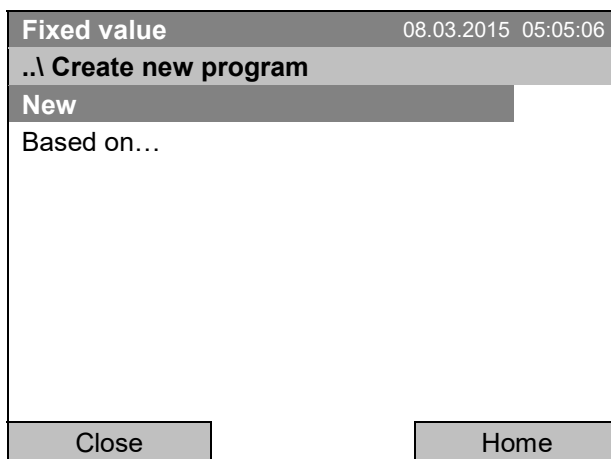 Fixed value 08.03.2015 05:05:06
..\ Create new program
New
Based on…
Close Home